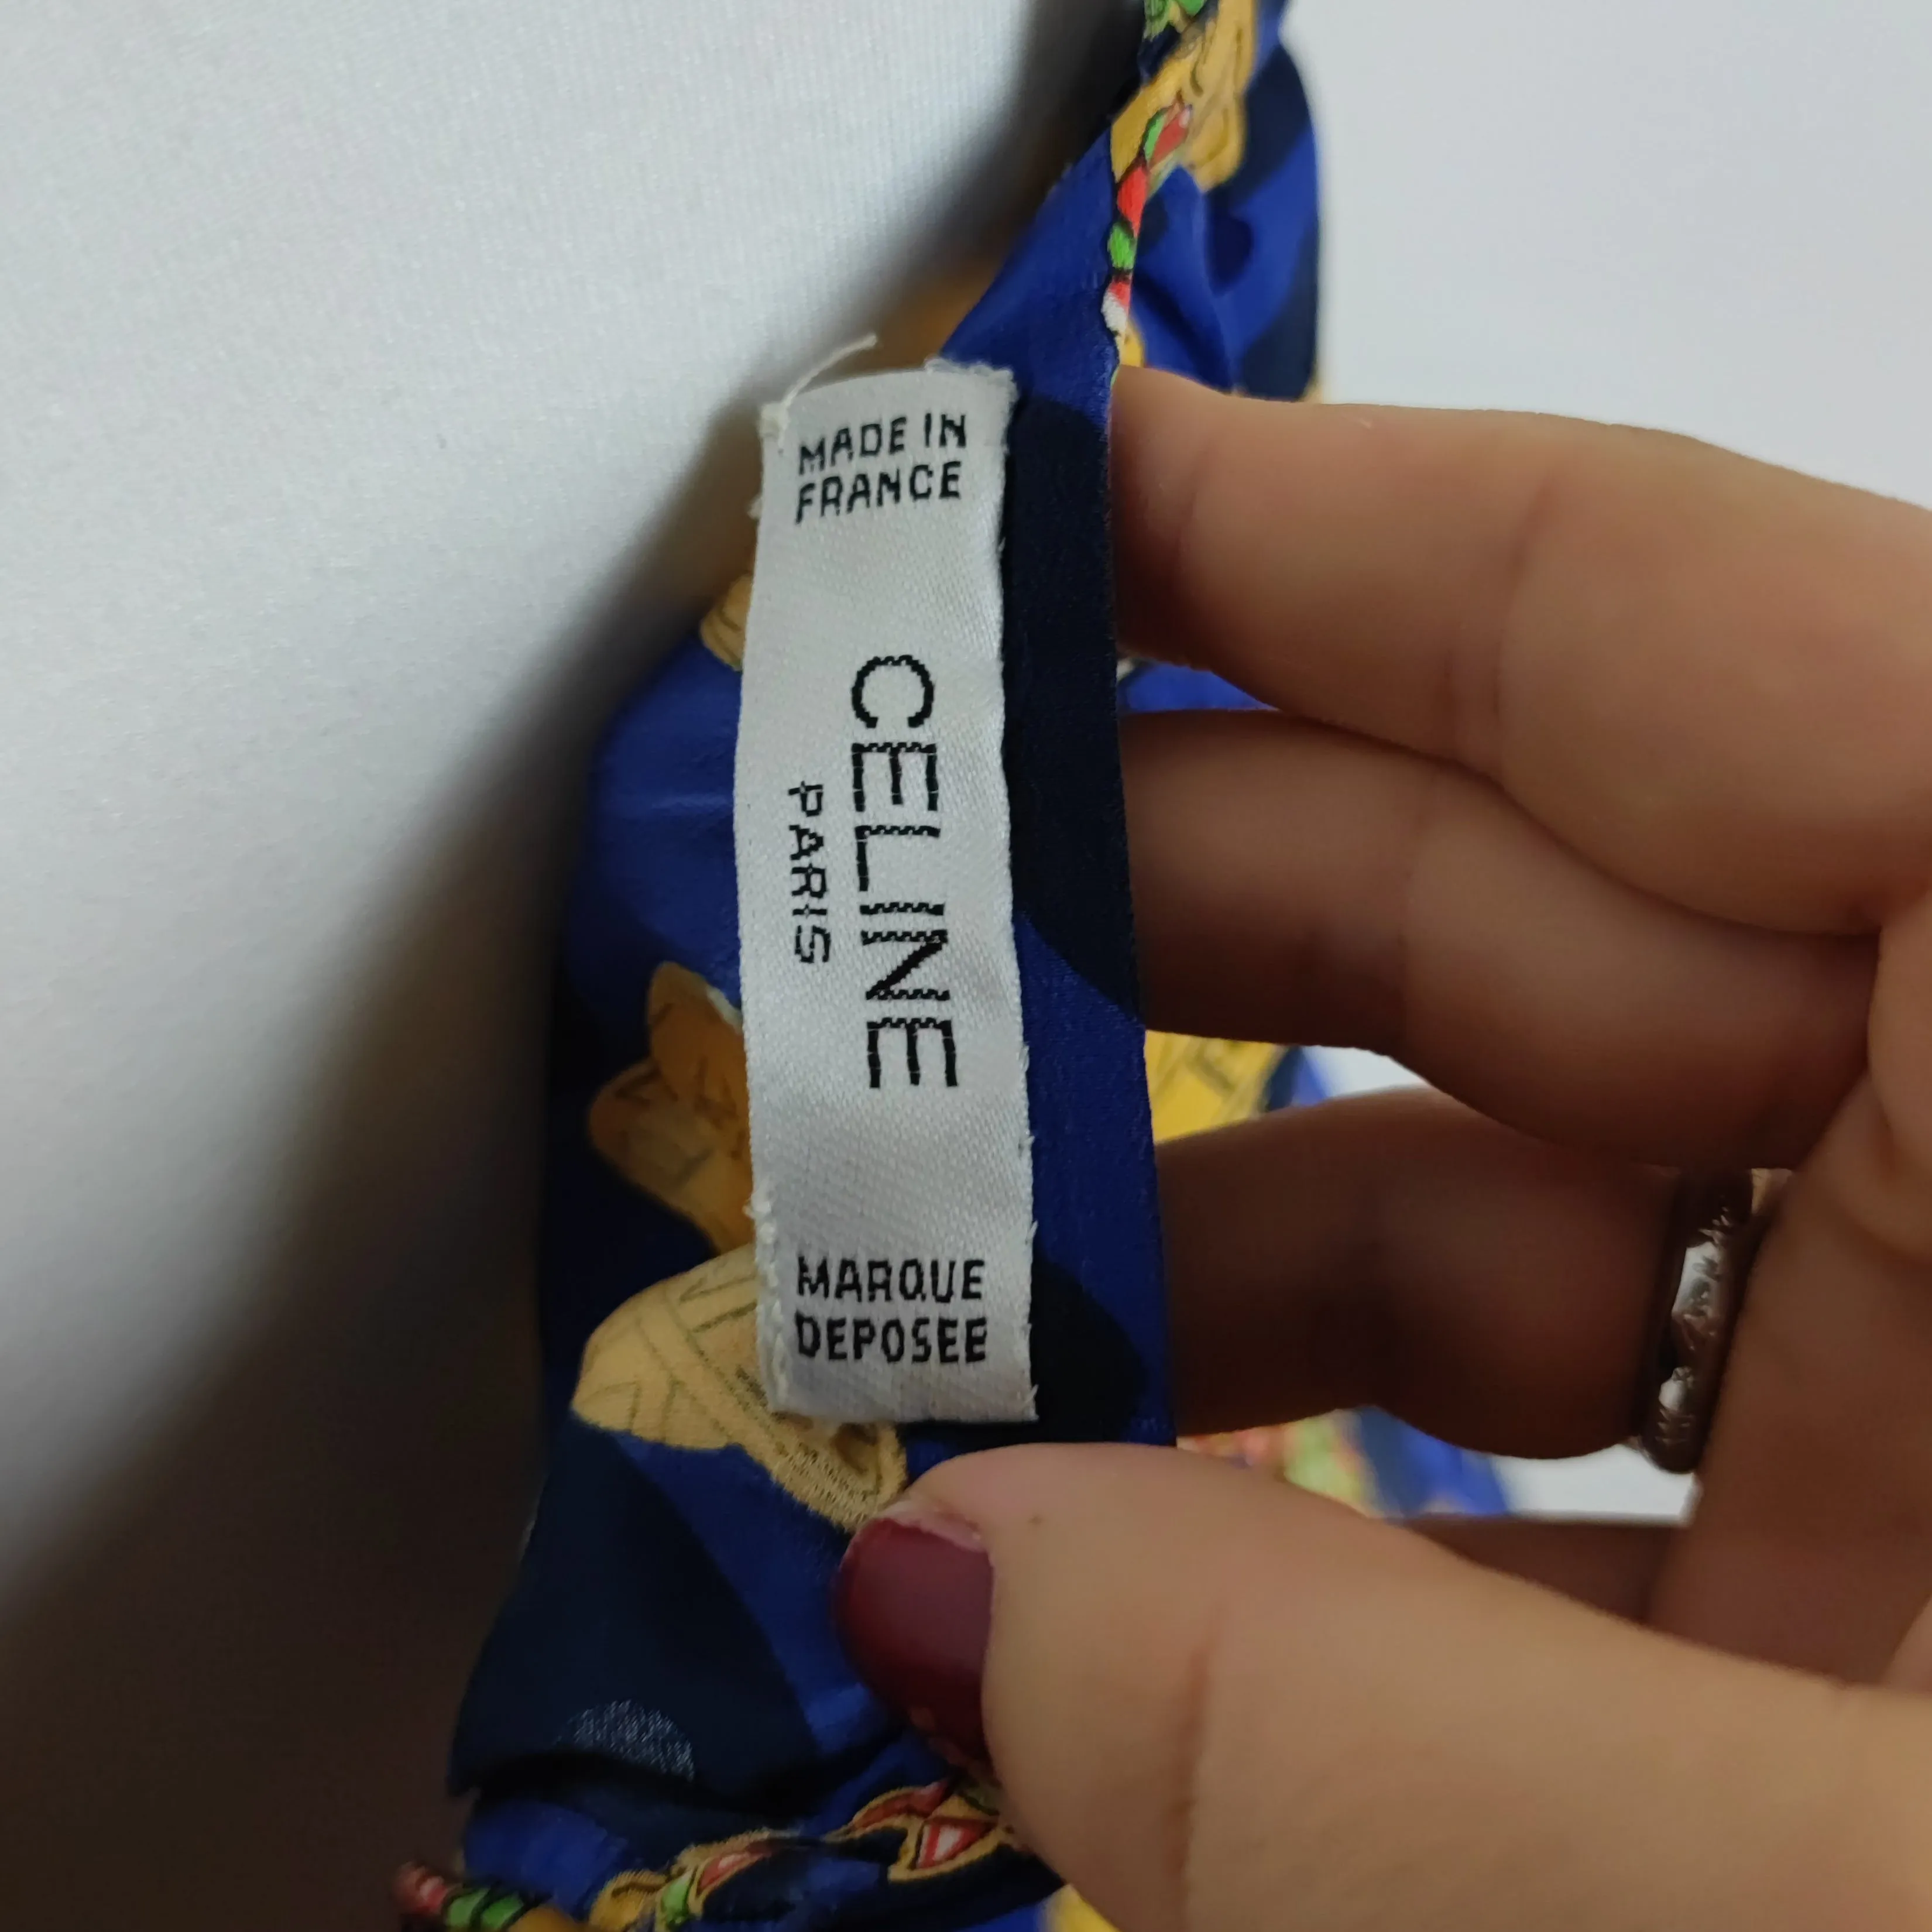 MADE IN
FRANCE
CELINE
PARIS
MARQUE
DEPOSEE